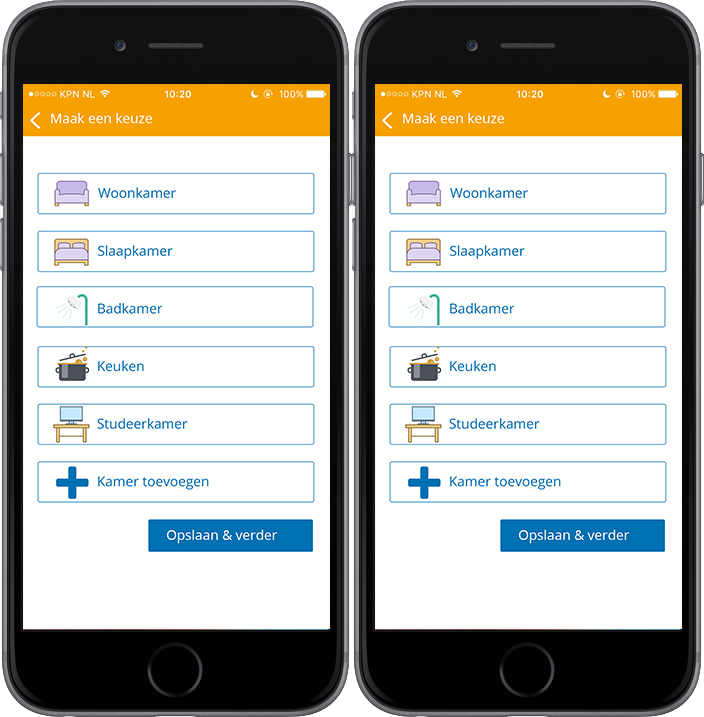 KPN NL 10:20 100%
Maak een keuze
Woonkamer
Slaapkamer
Badkamer
Keuken
Studeerkamer
Kamer toevoegen
Opslaan & verder
KPN NL 10:20 100%
Maak een keuze
Woonkamer
Slaapkamer
Badkamer
Keuken
Studeerkamer
Kamer toevoegen
Opslaan & verder